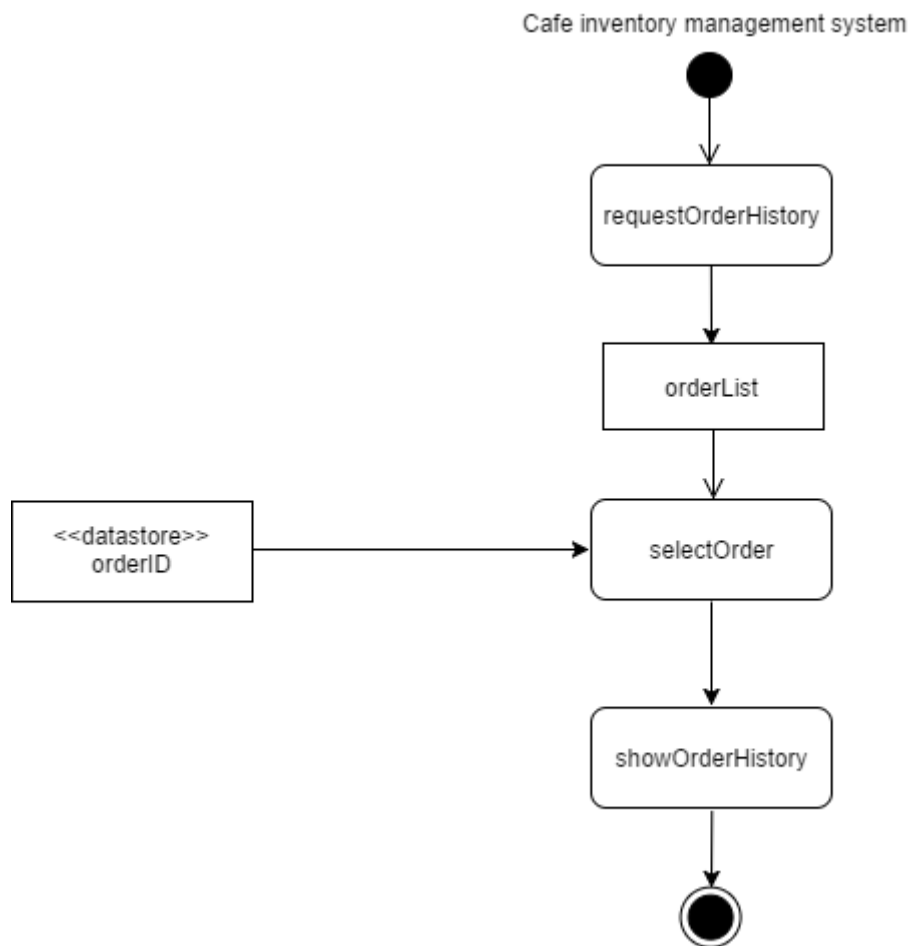 Cafe inventory management system
requestOrderHistory
orderList
<<datastore>>
orderID
selectOrder
showOrderHistory